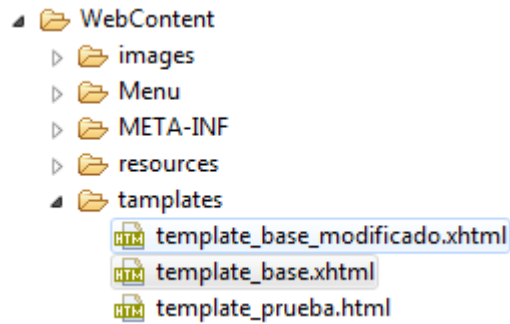 WebContent
images
Menu
META-INF
resources
tamplates
template_base_modificado.xhtml
template_base.xhtml
template_prueba.html